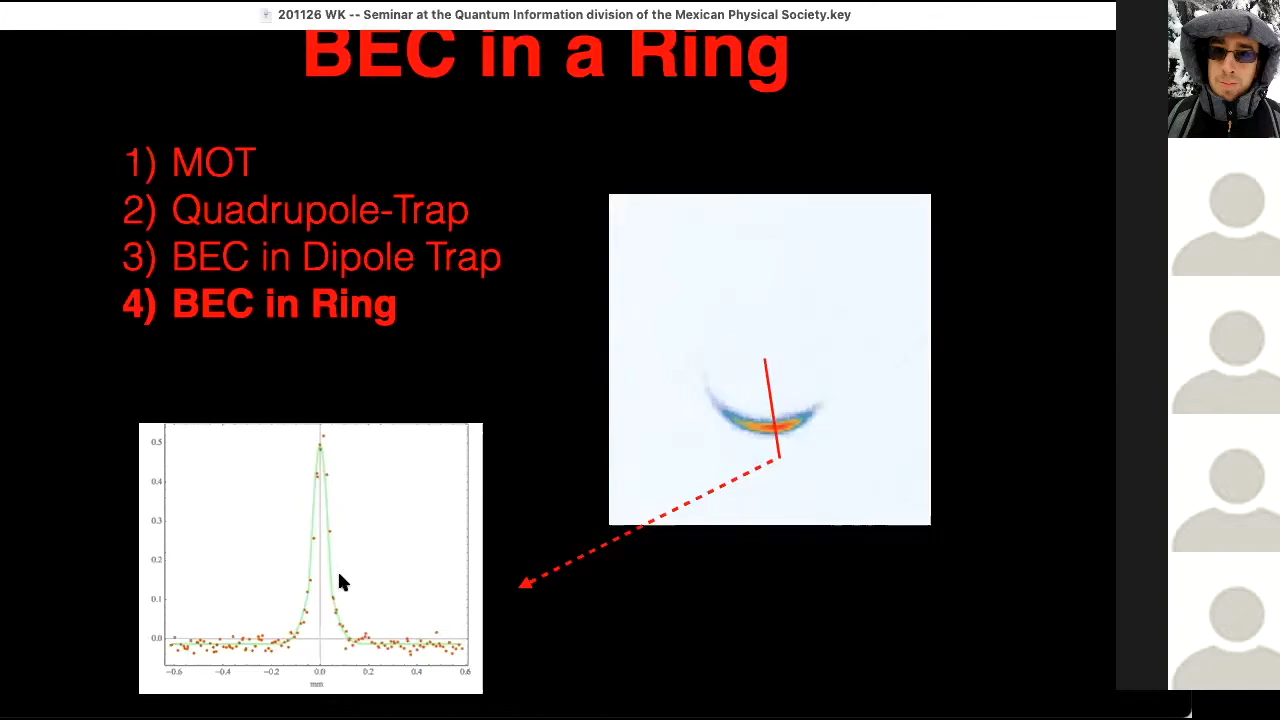 201126 WK -- Seminar at the Quantum Information division of the Mexican Physical Society.key
BEC in a Ring
1) MOT
2) Quadrupole-Trap
3) BEC in Dipole Trap
4) BEC in Ring
0.5
0.4
0.3
0.2
0.1
0.0
-0.6 -0.4 -0.2 0.0 0.2 0.4 0.6
mm